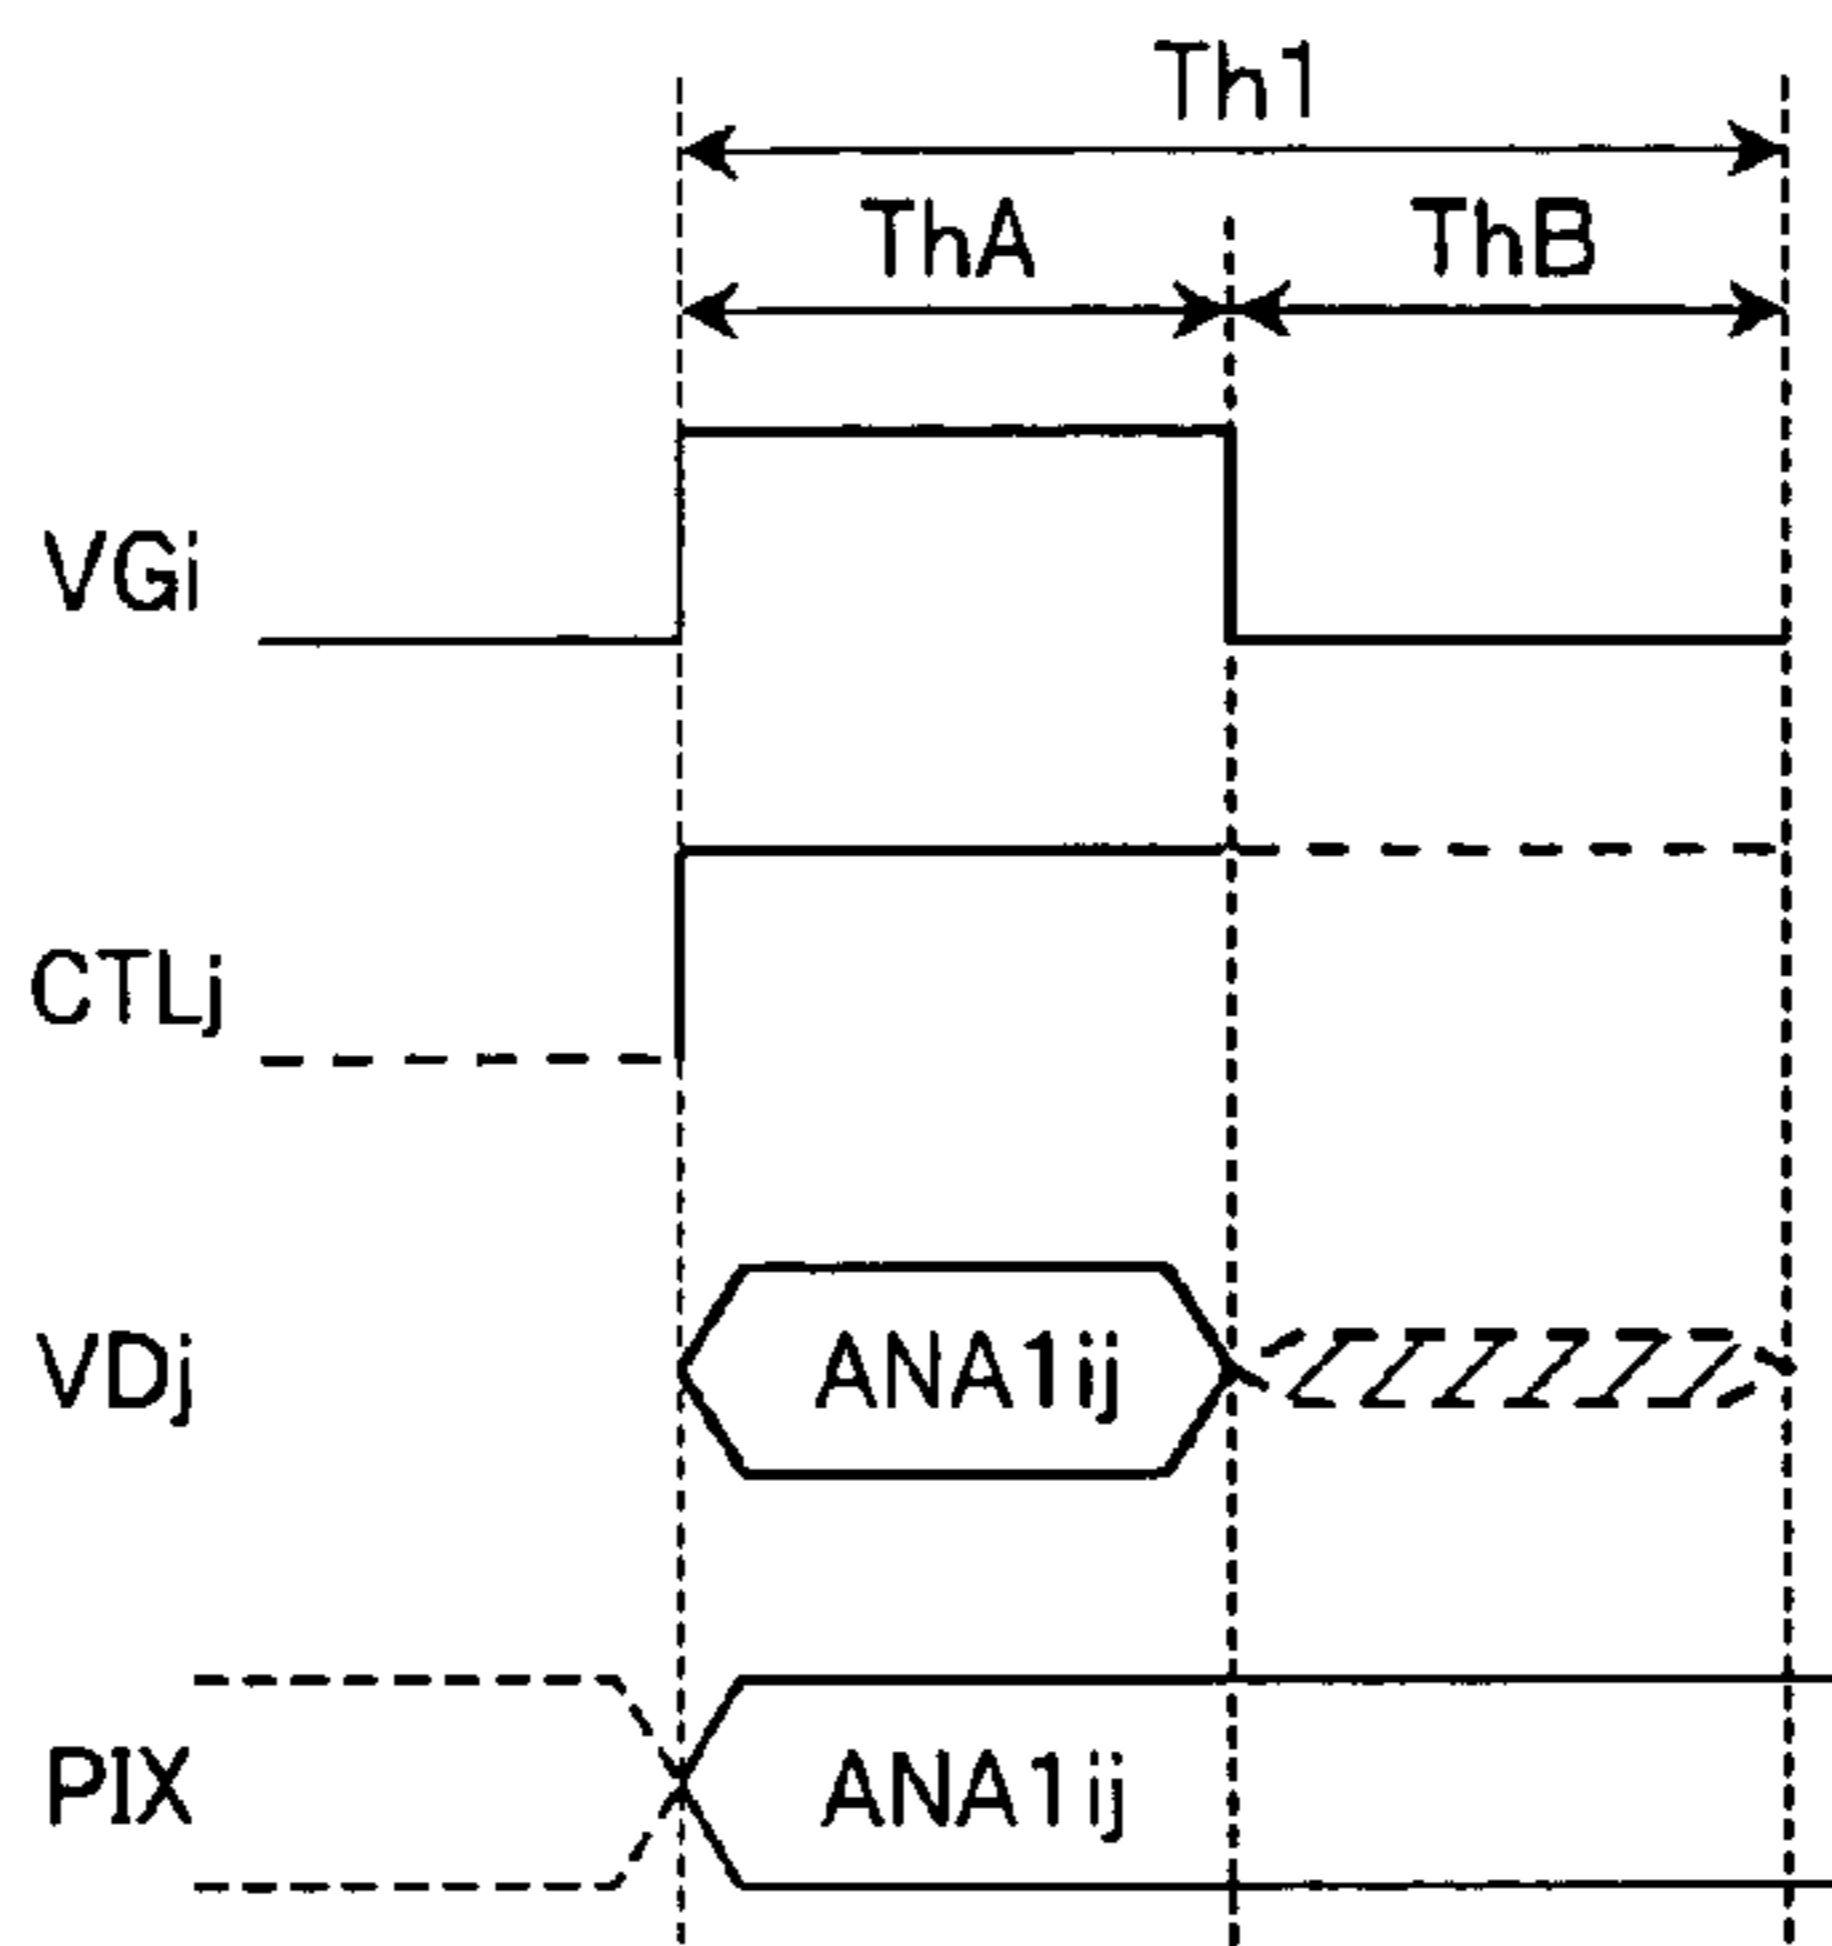 Th1
ThA ThB
VGi
CTLj
VDj ANA1ij
PIX ANA1ij